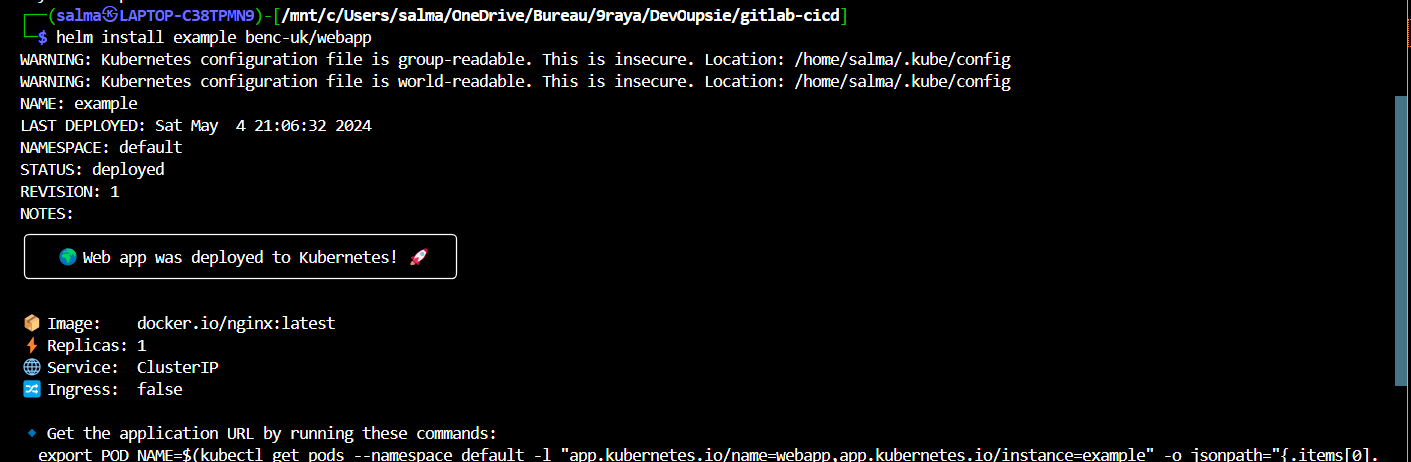 (salma㉿LAPTOP-C38TPMN9)-[/mnt/c/Users/salma/OneDrive/Bureau/9raya/DevOupsie/gitlab-cicd]
$ helm install example benc-uk/webapp
WARNING: Kubernetes configuration file is group-readable. This is insecure. Location: /home/salma/.kube/config
WARNING: Kubernetes configuration file is world-readable. This is insecure. Location: /home/salma/.kube/config
NAME: example
LAST DEPLOYED: Sat May  4 21:06:32 2024
NAMESPACE: default
STATUS: deployed
REVISION: 1
NOTES:
🌍 Web app was deployed to Kubernetes! 🚀
📦 Image:    docker.io/nginx:latest
⚡ Replicas: 1
🌐 Service:  ClusterIP
🔀 Ingress:  false
🔹 Get the application URL by running these commands:
export POD_NAME=$(kubectl get pods --namespace default -l "app.kubernetes.io/name=webapp,app.kubernetes.io/instance=example" -o jsonpath="{.items[0].